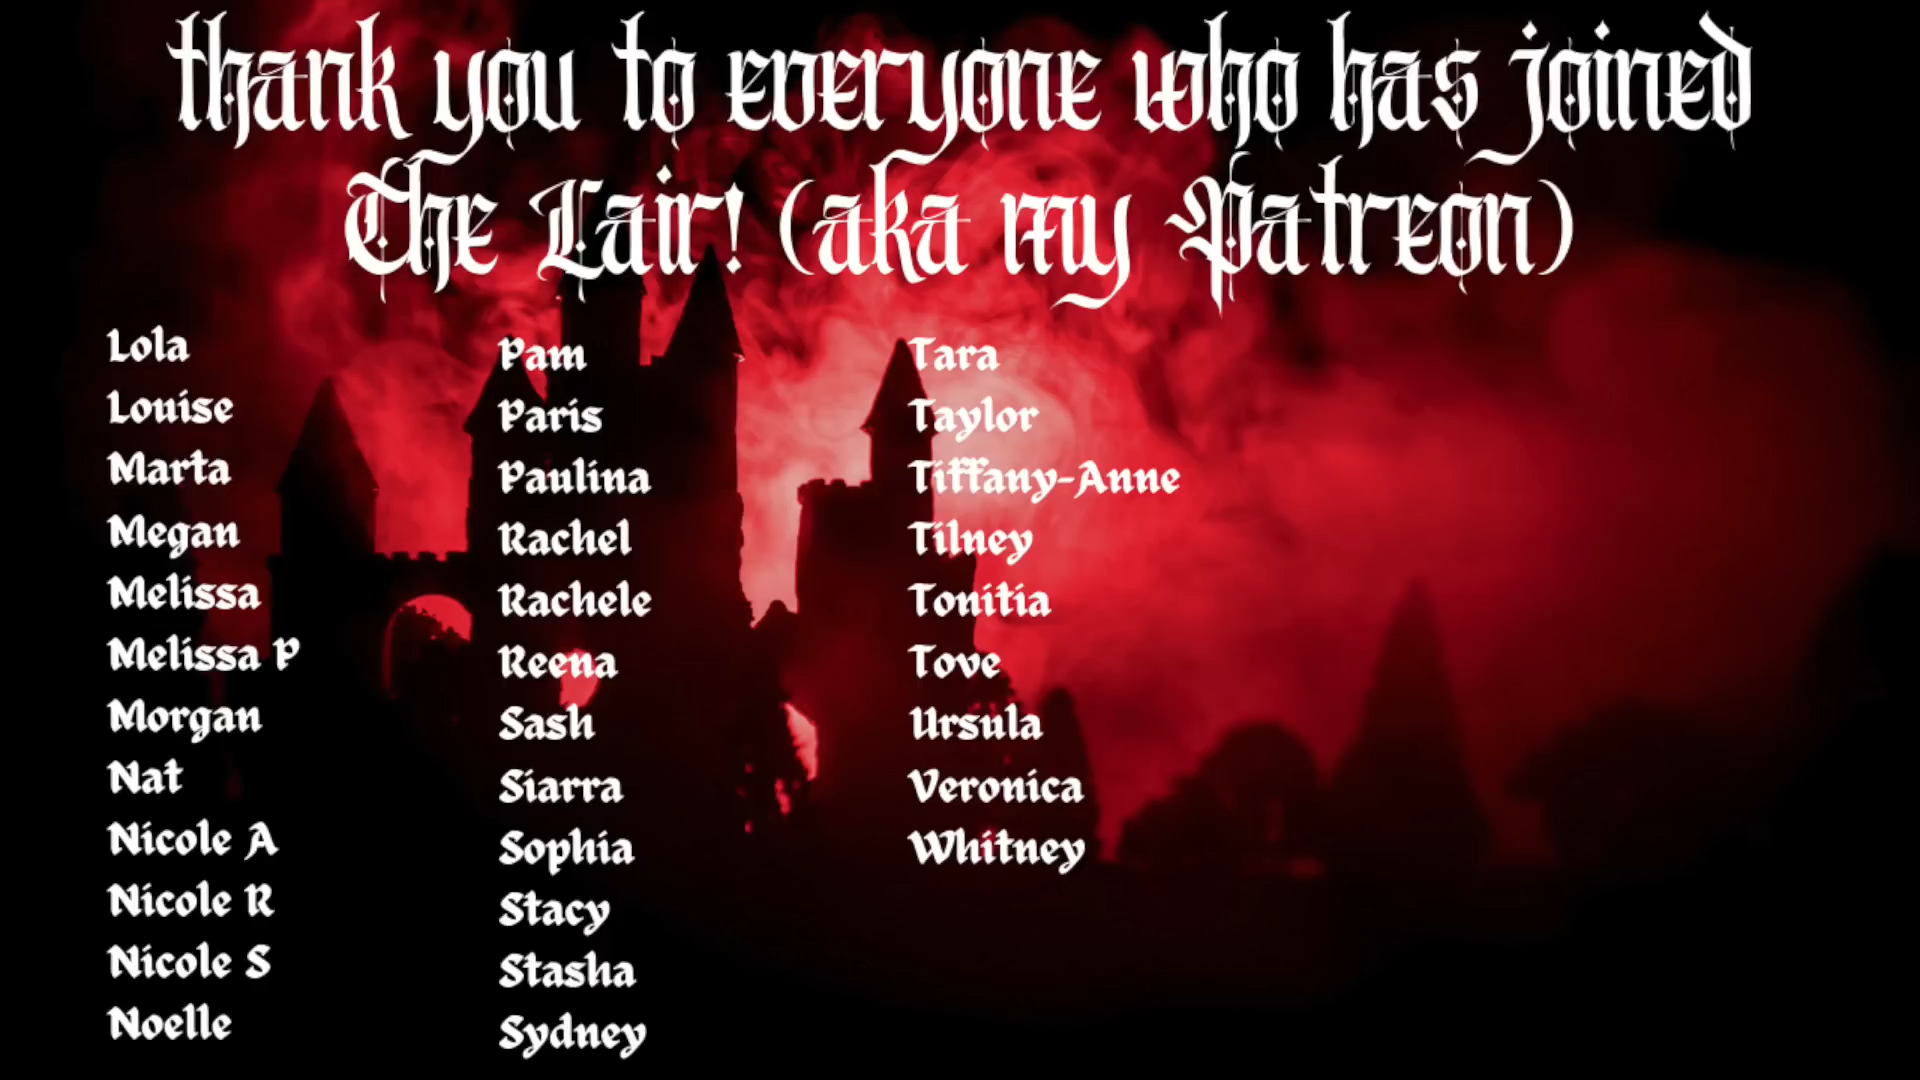 thank you to everyone who has joined
The Lair! (aka my Patreon)
Lola
Louise
Marta
Megan
Melissa
Melissa P
Morgan
Nat
Nicole A
Nicole R
Nicole S
Noelle
Pam
Paris
Paulina
Rachel
Rachele
Reena
Sash
Siarra
Sophia
Stacy
Stasha
Sydney
Tara
Taylor
Tiffany-Anne
Tilney
Tonitia
Tove
Ursula
Veronica
Whitney